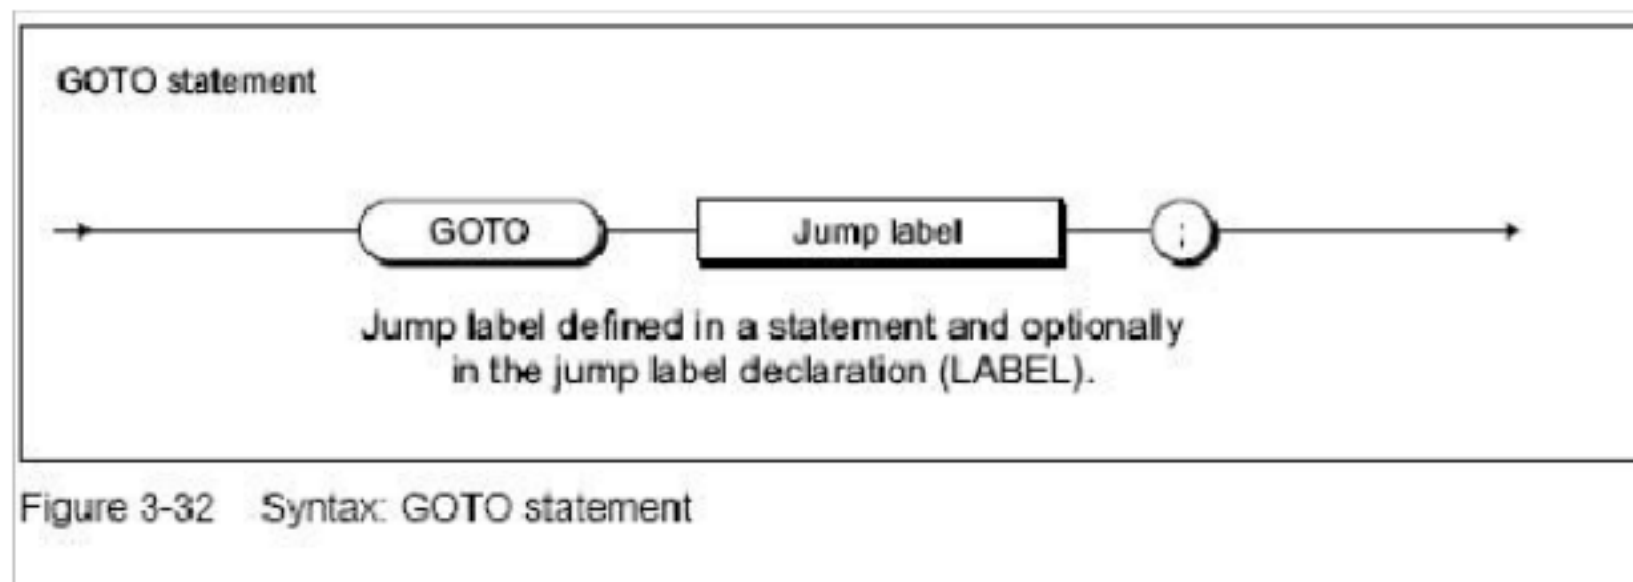 GOTO statement
GOTO
Jump label
;
Jump label defined in a statement and optionally
in the jump label declaration (LABEL).
Figure 3-32 Syntax: GOTO statement